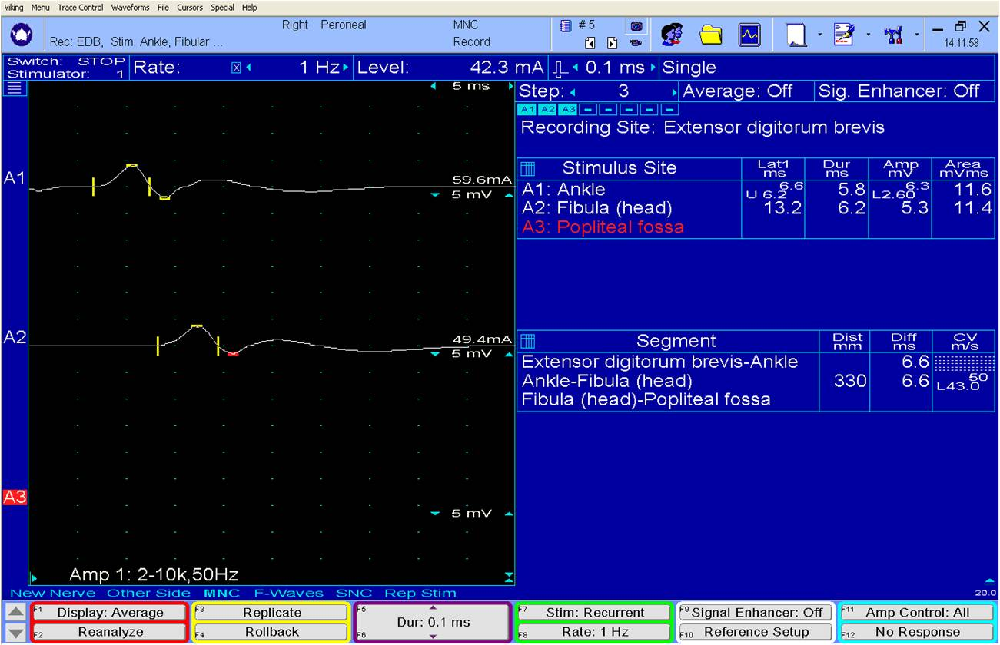 Viking Menu Trace Control Waveforms File Cursors Special Help
Right Peroneal MNC # 5
Rec: EDB, Stim: Ankle, Fibular ... Record 14:11:58
Switch: STOP
Stimulator: 1
Rate: X 1 Hz Level: 42.3 mA 0.1 ms Single
5 ms Step: 3 Average: Off Sig. Enhancer: Off
A1 A2 A3
Recording Site: Extensor digitorum brevis
Stimulus Site Lat1 ms Dur ms Amp mV Area mVms
A1 59.6mA
5 mV
A1: Ankle 6.6 U 6.2 5.8 6.3 L2.60 11.6
A2: Fibula (head) 13.2 6.2 5.3 11.4
A3: Popliteal fossa
A2 49.4mA
5 mV
Segment Dist mm Diff ms CV m/s
Extensor digitorum brevis-Ankle 6.6
Ankle-Fibula (head) 330 6.6 50 L43.0
Fibula (head)-Popliteal fossa
A3
5 mV
Amp 1: 2-10k,50Hz
New Nerve Other Side MNC F-Waves SNC Rep Stim 20.0
F1 Display: Average F3 Replicate F5 Dur: 0.1 ms F7 Stim: Recurrent F9 Signal Enhancer: Off F11 Amp Control: All
F2 Reanalyze F4 Rollback F6 F8 Rate: 1 Hz F10 Reference Setup F12 No Response